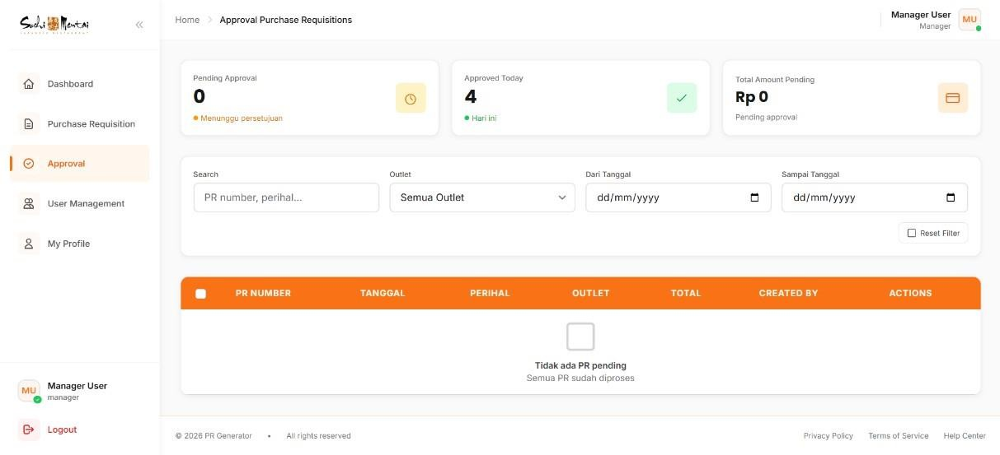 Sushi Mentai
Home
Approval Purchase Requisitions
Manager User
Manager
MU
Dashboard
Purchase Requisition
Approval
User Management
My Profile
Pending Approval
0
Menunggu persetujuan
Approved Today
4
Hari ini
Total Amount Pending
Rp 0
Pending approval
Search
PR number, perihal...
Outlet
Semua Outlet
Dari Tanggal
dd/mm/yyyy
Sampai Tanggal
dd/mm/yyyy
Reset Filter
PR NUMBER TANGGAL PERIHAL OUTLET TOTAL CREATED BY ACTIONS
Tidak ada PR pending
Semua PR sudah diproses
MU
Manager User
manager
Logout
© 2026 PR Generator • All rights reserved
Privacy Policy Terms of Service Help Center